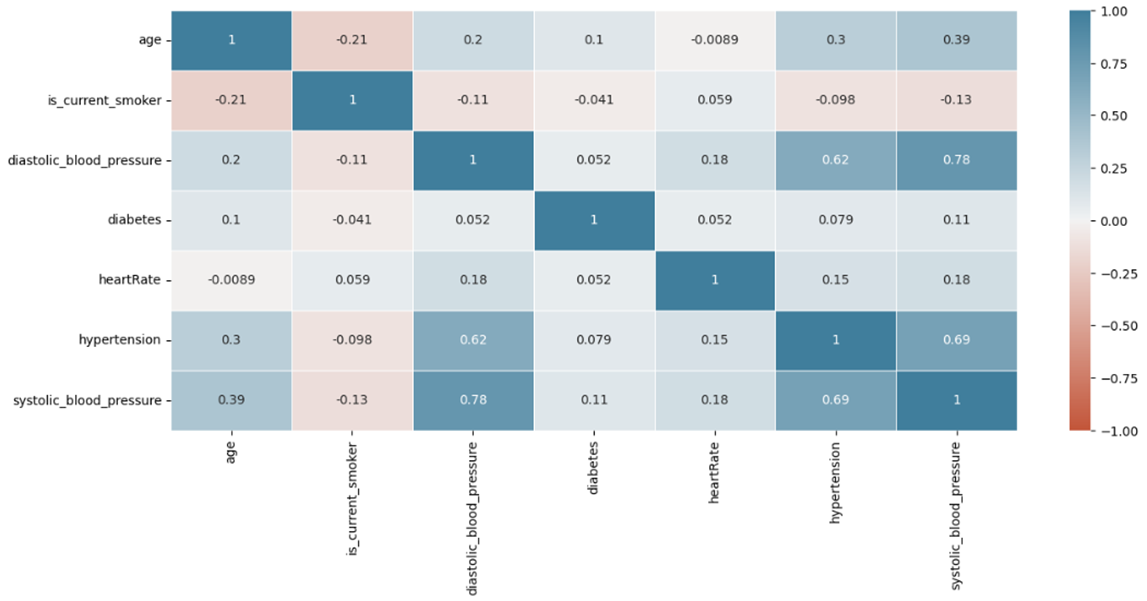 age 1 -0.21 0.2 0.1 -0.0089 0.3 0.39
is_current_smoker -0.21 1 -0.11 -0.041 0.059 -0.098 -0.13
diastolic_blood_pressure 0.2 -0.11 1 0.052 0.18 0.62 0.78
diabetes 0.1 -0.041 0.052 1 0.052 0.079 0.11
heartRate -0.0089 0.059 0.18 0.052 1 0.15 0.18
hypertension 0.3 -0.098 0.62 0.079 0.15 1 0.69
systolic_blood_pressure 0.39 -0.13 0.78 0.11 0.18 0.69 1
age
is_current_smoker
diastolic_blood_pressure
diabetes
heartRate
hypertension
systolic_blood_pressure
1.00
0.75
0.50
0.25
0.00
−0.25
−0.50
−0.75
−1.00